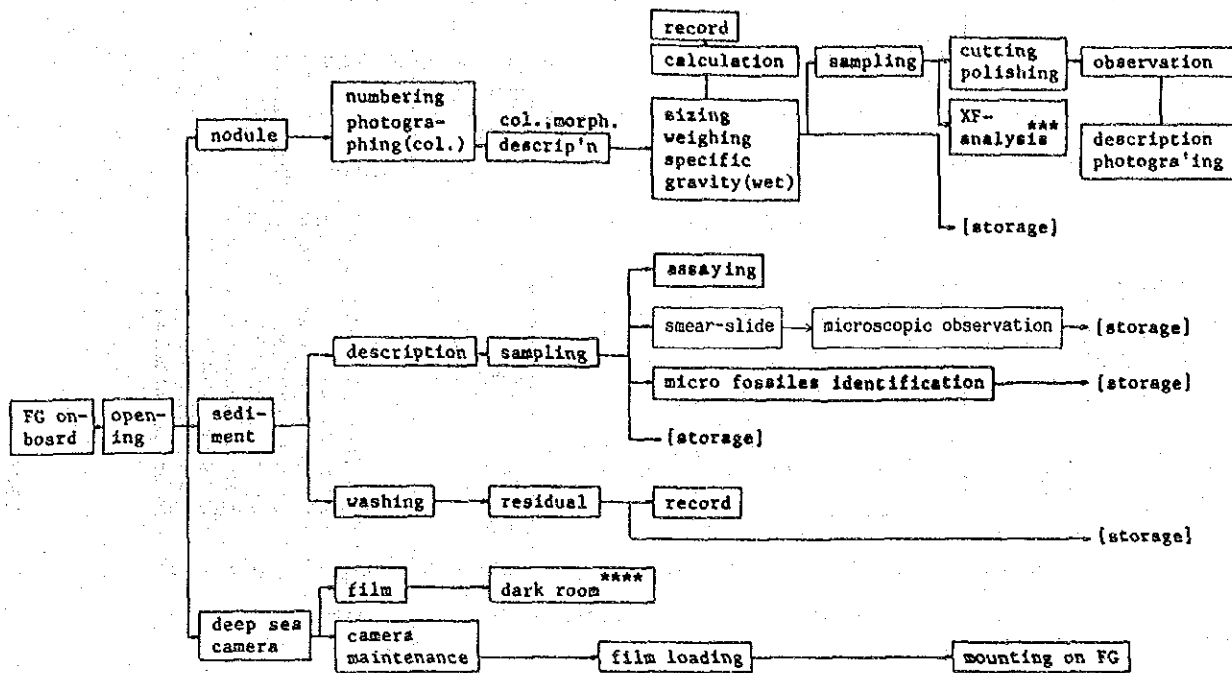 record
calculation
sampling
cutting
polishing
observation
numbering
photogra-
phing(col.)
col.,morph.
descrip'n
sizing
weighing
specific
gravity(wet)
XF-
analysis***
description
photogra'ing
nodule
[storage]
assaying
smear-slide
microscopic observation
[storage]
description
sampling
micro fossiles identification
[storage]
FG on-
board
open-
ing
sedi-
ment
[storage]
washing
residual
record
[storage]
film
dark room****
deep sea
camera
camera
maintenance
film loading
mounting on FG